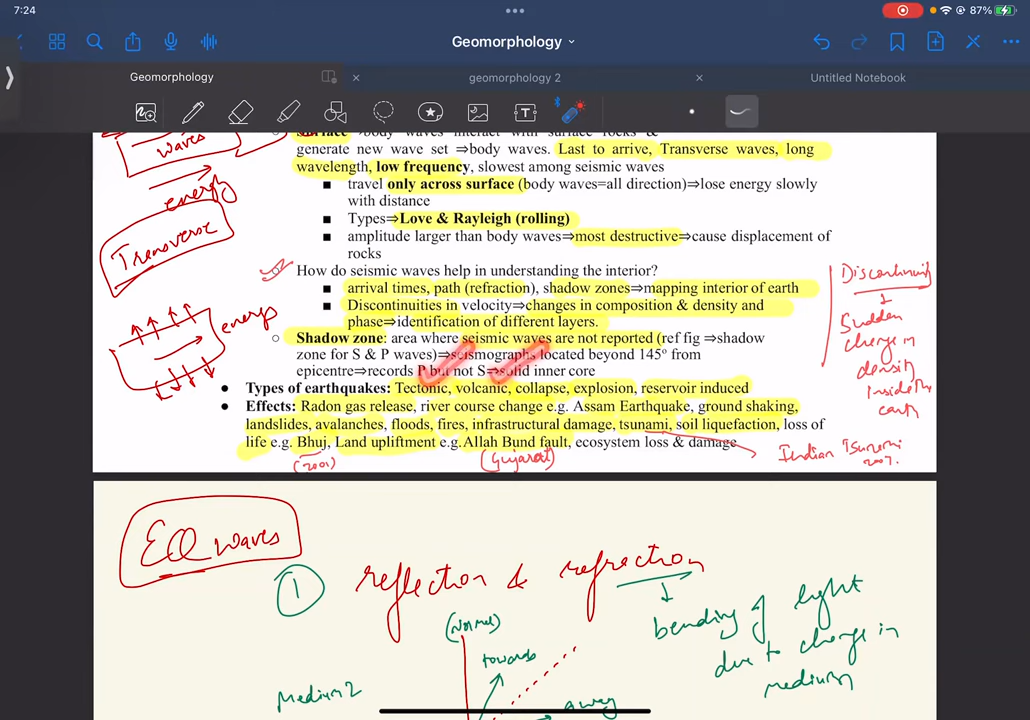 7:24
87%
Geomorphology
Geomorphology
geomorphology 2
Untitled Notebook
surface ⇒body waves interact with surface rocks &
generate new wave set ⇒body waves. Last to arrive, Transverse waves, long
wavelength, low frequency, slowest among seismic waves
■ travel only across surface (body waves=all direction)⇒lose energy slowly
with distance
■ Types⇒Love & Rayleigh (rolling)
■ amplitude larger than body waves⇒most destructive⇒cause displacement of
rocks
How do seismic waves help in understanding the interior?
■ arrival times, path (refraction), shadow zones⇒mapping interior of earth
■ Discontinuities in velocity⇒changes in composition & density and
phase⇒identification of different layers.
○ Shadow zone: area where seismic waves are not reported (ref fig ⇒shadow
zone for S & P waves)⇒seismographs located beyond 145° from
epicentre⇒records P but not S⇒solid inner core
● Types of earthquakes: Tectonic, volcanic, collapse, explosion, reservoir induced
● Effects: Radon gas release, river course change e.g. Assam Earthquake, ground shaking,
landslides, avalanches, floods, fires, infrastructural damage, tsunami, soil liquefaction, loss of
life e.g. Bhuj, Land upliftment e.g. Allah Bund fault, ecosystem loss & damage
(2001)
(Gujarat)
waves
energy
Transverse
energy
Discontinuity
Sudden
change in
density
inside the
earth
Indian Tsunami
2007.
EQ waves
1 reflection & refraction
bending of light
due to change in
medium
(Normal)
towards
Medium 2
away